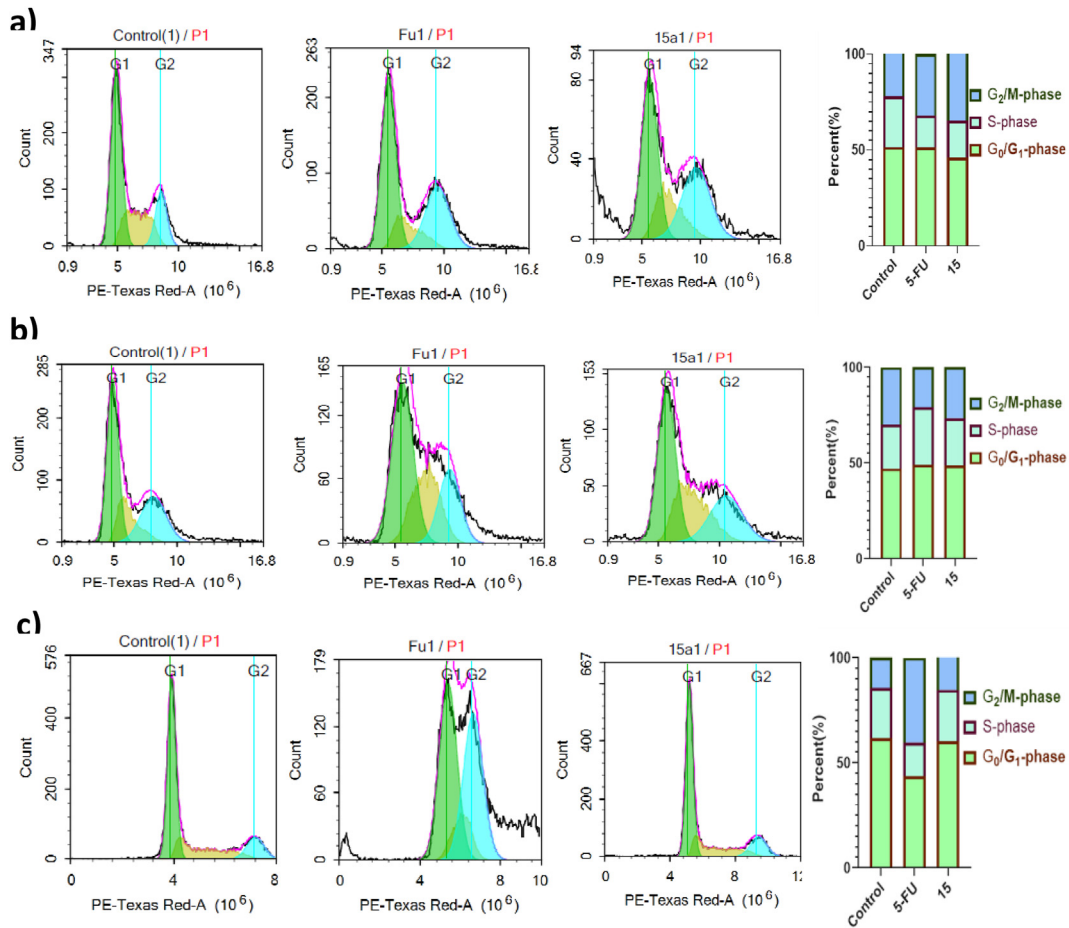 a)
Control(1) / P1
347
300
200
100
0
Count
G1
G2
0.9
5
10
16.8
PE-Texas Red-A (10^6)
Fu1 / P1
263
200
100
0
Count
G1
G2
0.9
5
10
16.8
PE-Texas Red-A (10^6)
15a1 / P1
94
80
40
0
Count
G1
G2
0.9
5
10
16.8
PE-Texas Red-A (10^6)
100
50
0
Percent(%)
Control
5-FU
15
G2/M-phase
S-phase
G0/G1-phase
b)
Control(1) / P1
285
200
100
0
Count
G1
G2
0.9
5
10
16.8
PE-Texas Red-A (10^6)
Fu1 / P1
165
120
60
0
Count
G1
G2
0.9
5
10
16.8
PE-Texas Red-A (10^6)
15a1 / P1
153
100
50
0
Count
G1
G2
0.9
5
10
16.8
PE-Texas Red-A (10^6)
100
50
0
Percent(%)
Control
5-FU
15
G2/M-phase
S-phase
G0/G1-phase
c)
Control(1) / P1
576
400
200
0
Count
G1
G2
0
4
8
PE-Texas Red-A (10^6)
Fu1 / P1
179
120
60
0
Count
G1
G2
0
4
8
10
PE-Texas Red-A (10^6)
15a1 / P1
667
400
200
0
Count
G1
G2
0
4
8
12
PE-Texas Red-A (10^6)
100
50
0
Percent(%)
Control
5-FU
15
G2/M-phase
S-phase
G0/G1-phase